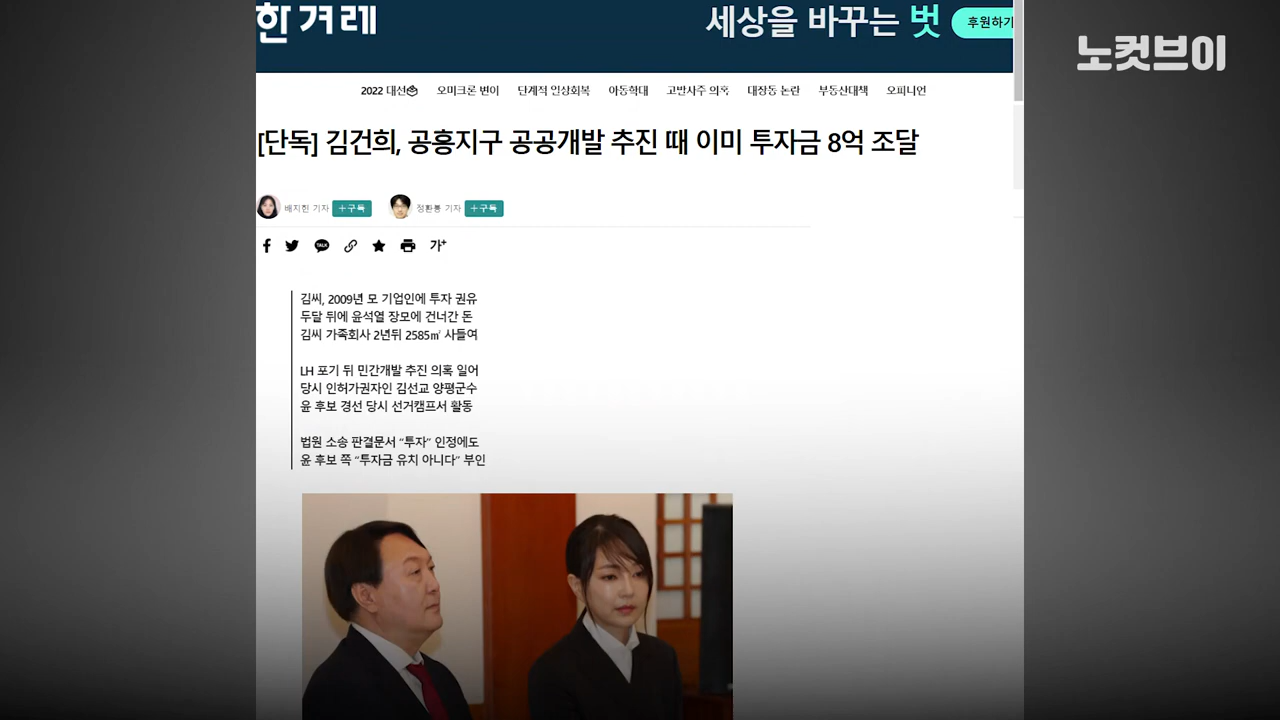 한겨레
세상을 바꾸는 벗
후원하기
노컷브이
2022 대선 오미크론 변이 단계적 일상회복 아동학대 고발사주 의혹 대장동 논란 부동산대책 오피니언
[단독] 김건희, 공흥지구 공공개발 추진 때 이미 투자금 8억 조달
배지현 기자 +구독 정환봉 기자 +구독
TALK 가+
김씨, 2009년 모 기업인에 투자 권유
두달 뒤에 윤석열 장모에 건너간 돈
김씨 가족회사 2년뒤 2585㎡ 사들여
LH 포기 뒤 민간개발 추진 의혹 일어
당시 인허가권자인 김선교 양평군수
윤 후보 경선 당시 선거캠프서 활동
법원 소송 판결문서 “투자” 인정에도
윤 후보 쪽 “투자금 유치 아니다” 부인